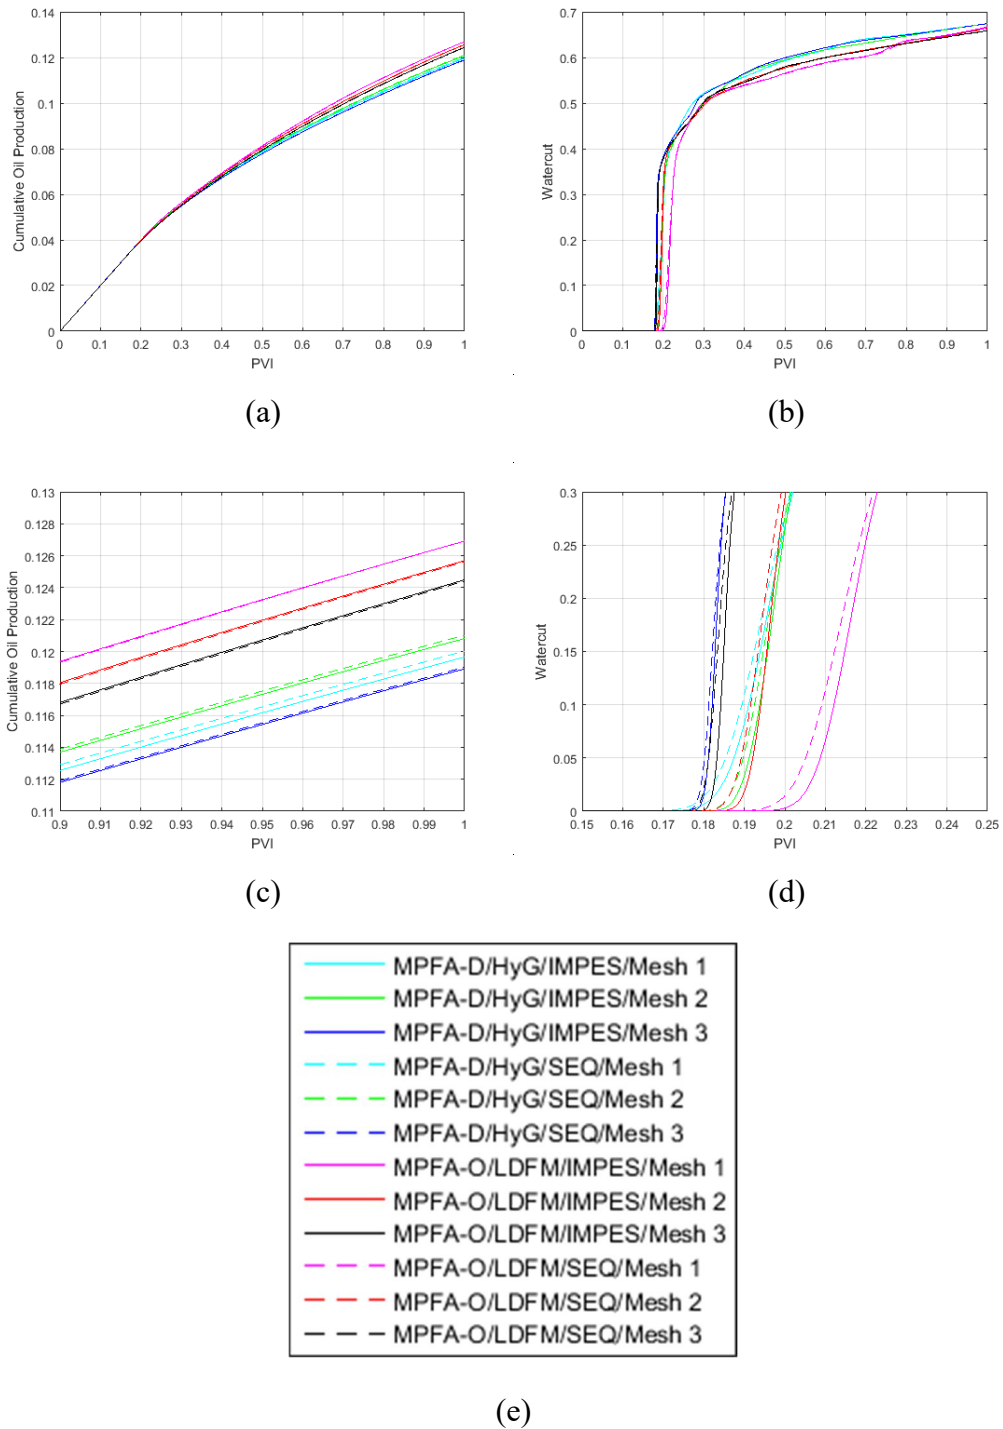 0.14
0.12
0.1
0.08
0.06
0.04
0.02
0
Cumulative Oil Production
0 0.1 0.2 0.3 0.4 0.5 0.6 0.7 0.8 0.9 1
PVI
(a)
0.7
0.6
0.5
0.4
0.3
0.2
0.1
0
Watercut
0 0.1 0.2 0.3 0.4 0.5 0.6 0.7 0.8 0.9 1
PVI
(b)
0.13
0.128
0.126
0.124
0.122
0.12
0.118
0.116
0.114
0.112
0.11
Cumulative Oil Production
0.9 0.91 0.92 0.93 0.94 0.95 0.96 0.97 0.98 0.99 1
PVI
(c)
0.3
0.25
0.2
0.15
0.1
0.05
0
Watercut
0.15 0.16 0.17 0.18 0.19 0.2 0.21 0.22 0.23 0.24 0.25
PVI
(d)
MPFA-D/HyG/IMPES/Mesh 1
MPFA-D/HyG/IMPES/Mesh 2
MPFA-D/HyG/IMPES/Mesh 3
MPFA-D/HyG/SEQ/Mesh 1
MPFA-D/HyG/SEQ/Mesh 2
MPFA-D/HyG/SEQ/Mesh 3
MPFA-O/LDFM/IMPES/Mesh 1
MPFA-O/LDFM/IMPES/Mesh 2
MPFA-O/LDFM/IMPES/Mesh 3
MPFA-O/LDFM/SEQ/Mesh 1
MPFA-O/LDFM/SEQ/Mesh 2
MPFA-O/LDFM/SEQ/Mesh 3
(e)